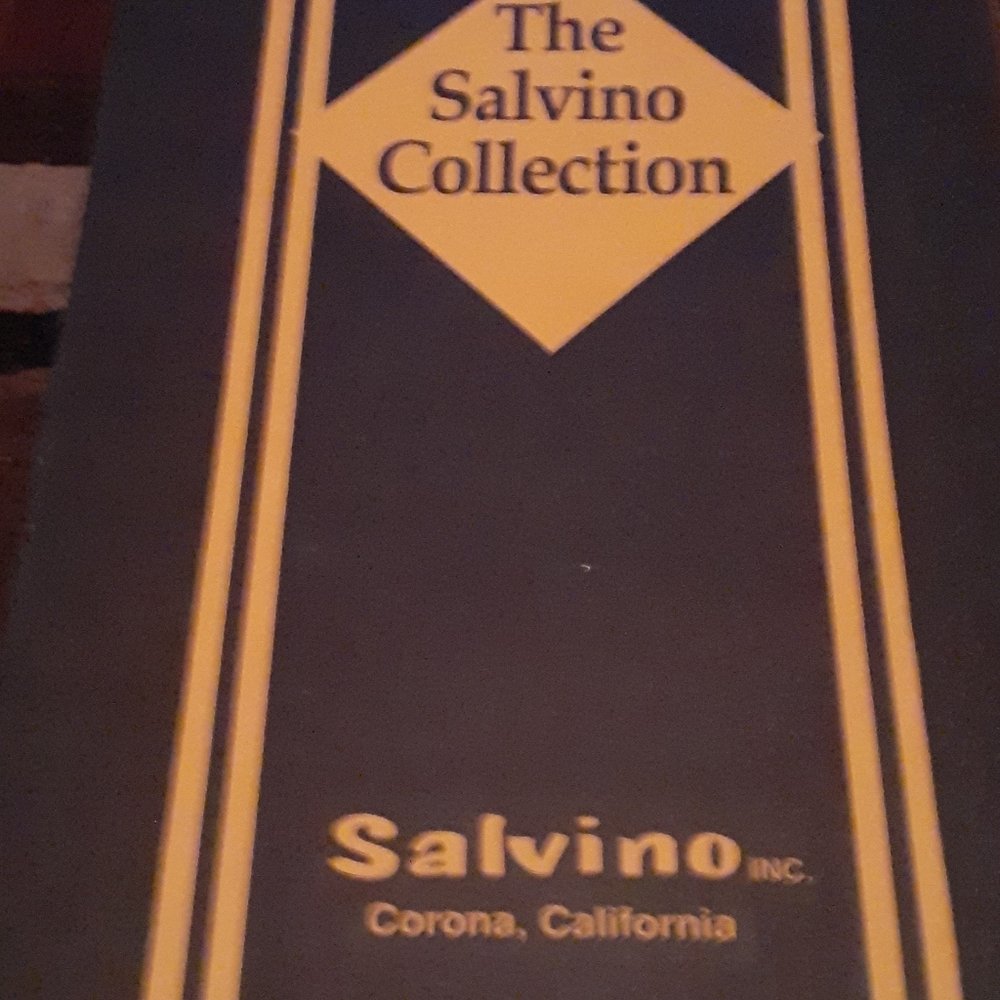 The
Salvino
Collection
Salvino INC.
Corona, California